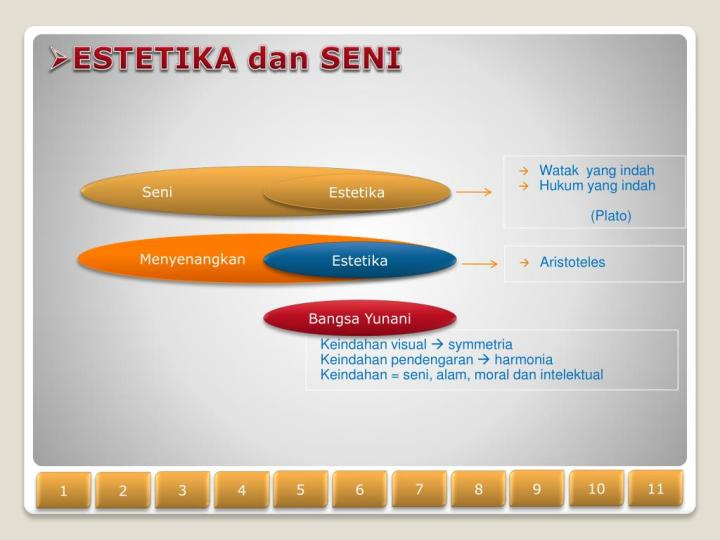 ➢ESTETIKA dan SENI
Seni
Estetika
→ Watak yang indah
→ Hukum yang indah
(Plato)
Menyenangkan
Estetika
→ Aristoteles
Bangsa Yunani
Keindahan visual → symmetria
Keindahan pendengaran → harmonia
Keindahan = seni, alam, moral dan intelektual
1 2 3 4 5 6 7 8 9 10 11